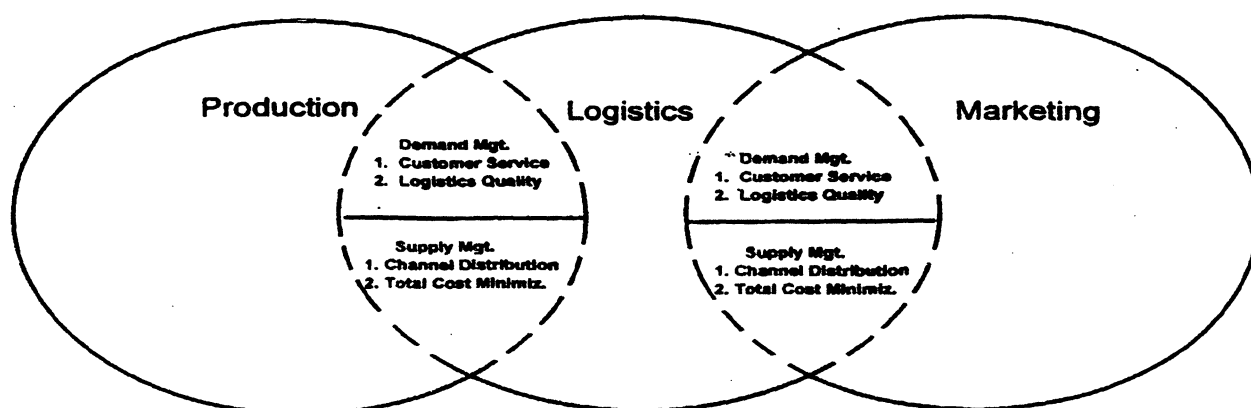 Production
Logistics
Marketing
Demand Mgt.
1. Customer Service
2. Logistics Quality
Supply Mgt.
1. Channel Distribution
2. Total Cost Minimiz.
Demand Mgt.
1. Customer Service
2. Logistics Quality
Supply Mgt.
1. Channel Distribution
2. Total Cost Minimiz.